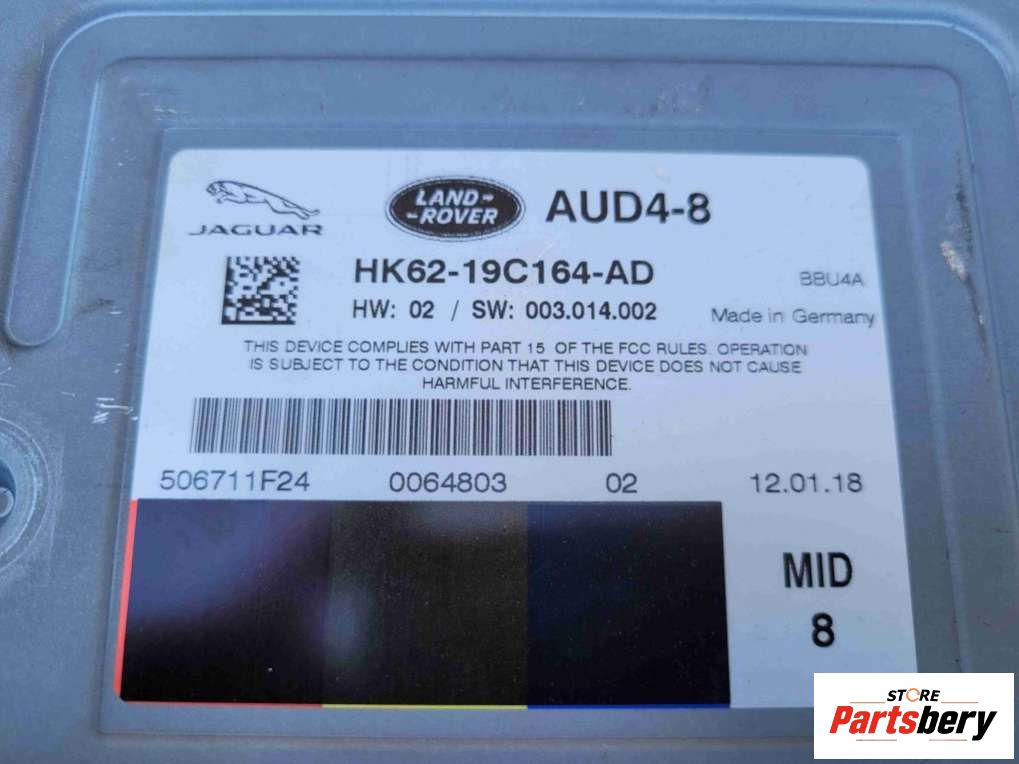 JAGUAR
LAND-
-ROVER
AUD4-8
HK62-19C164-AD
BBU4A
HW: 02 / SW: 003.014.002
Made in Germany
THIS DEVICE COMPLIES WITH PART 15 OF THE FCC RULES. OPERATION
IS SUBJECT TO THE CONDITION THAT THIS DEVICE DOES NOT CAUSE
HARMFUL INTERFERENCE.
506711F24 0064803 02 12.01.18
MID
8
STORE
Partsbery